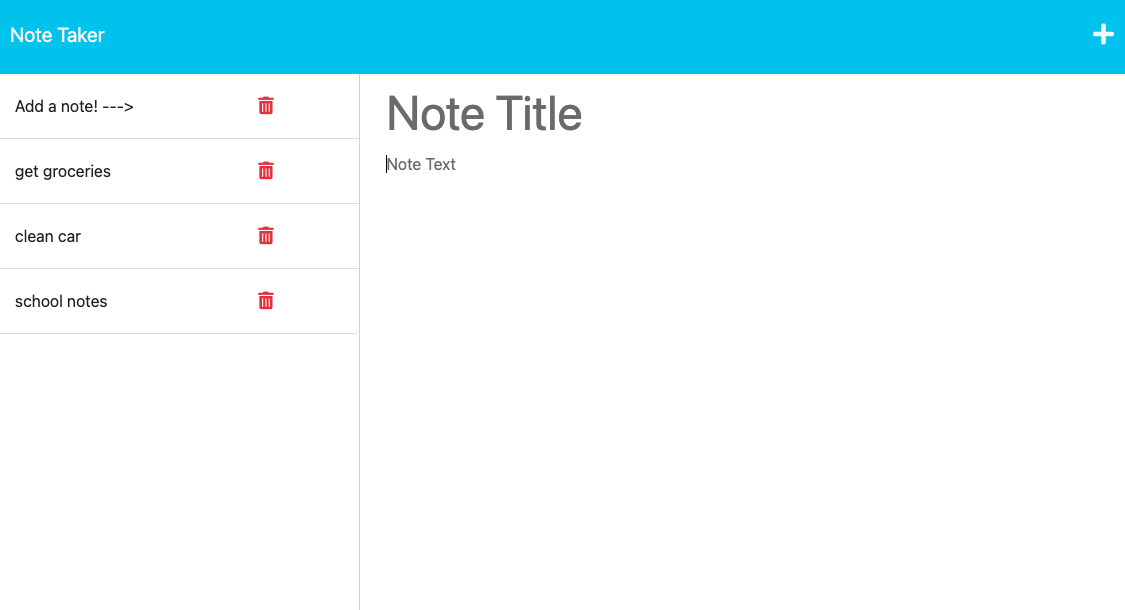 Note Taker
Add a note! --->
get groceries
clean car
school notes
Note Title
Note Text